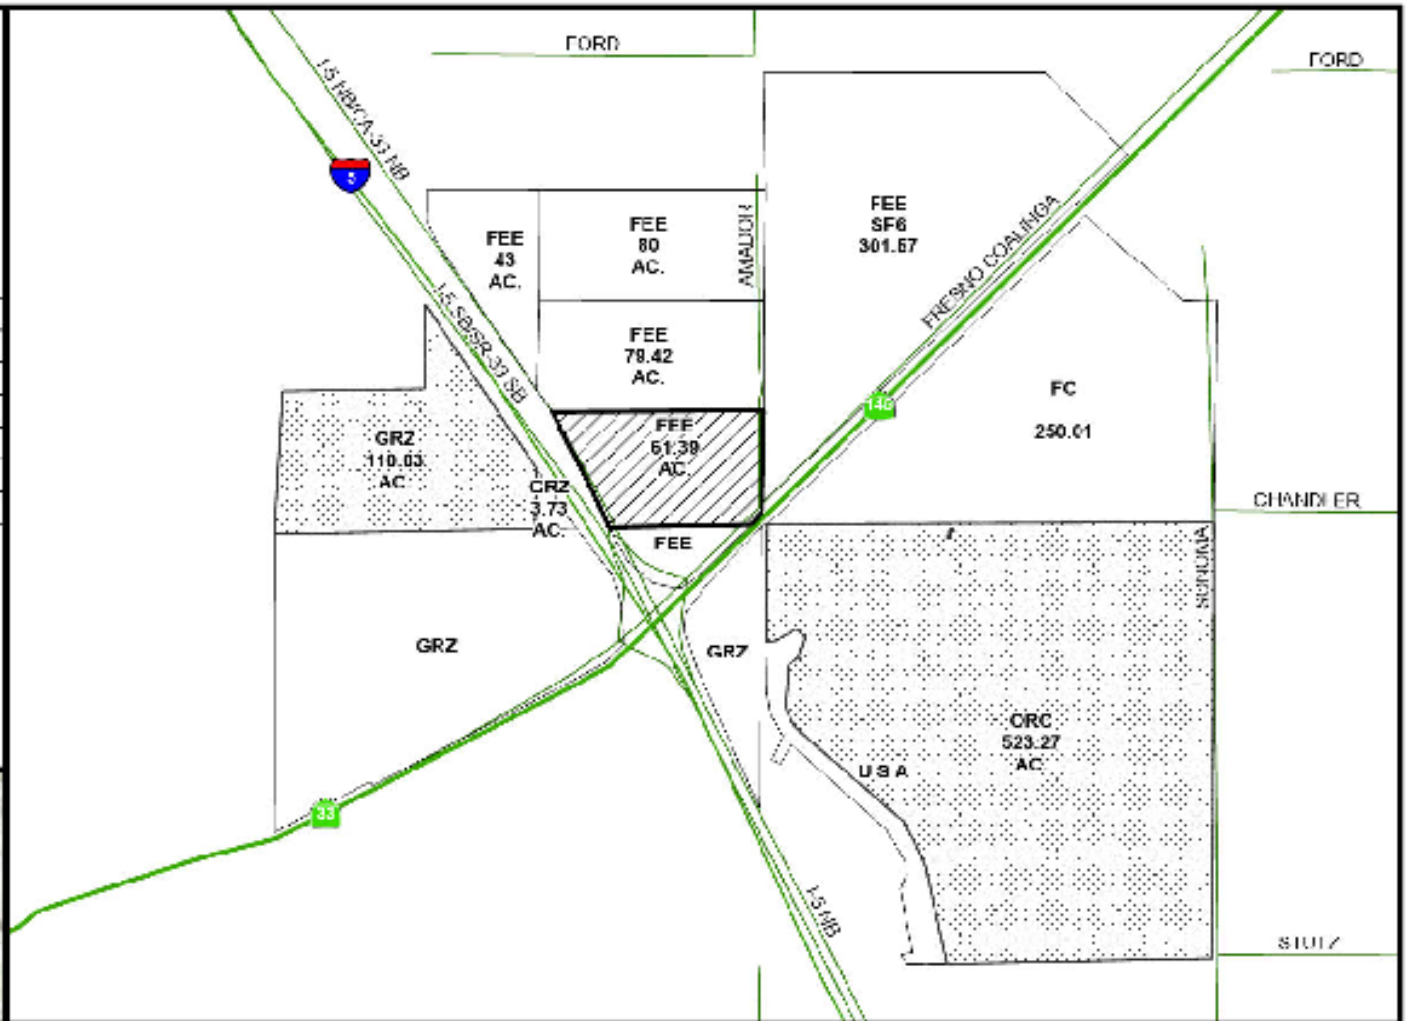 FORD
FORD
I-5 NB/CA-33 NB
5
FEE
43
AC.
FEE
80
AC.
AMADOR
FEE
SF6
301.57
FRESNO COALINGA
I-5 SB/SR-33 SB
FEE
79.42
AC.
145
FC
250.01
GRZ
110.03
AC
FEE
61.39
AC.
GRZ
3.73
AC.
CHANDLER
FEE
SONOMA
GRZ
GRZ
ORC
523.27
AC
U S A
33
I-5 NB
STUTZ